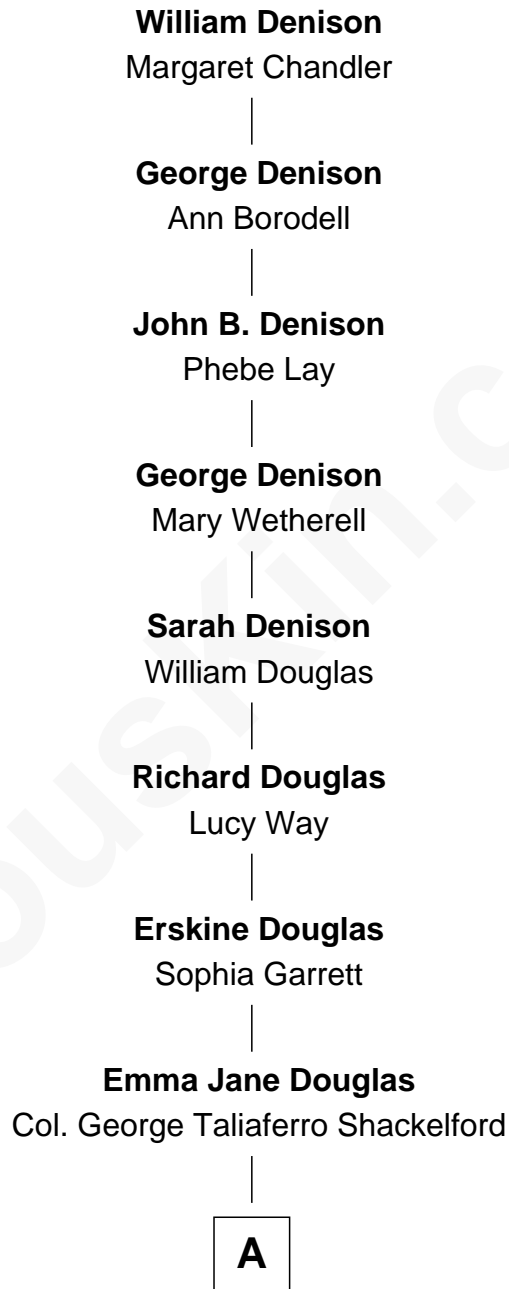 William Denison
Margaret Chandler
George Denison
Ann Borodell
John B. Denison
Phebe Lay
George Denison
Mary Wetherell
Sarah Denison
William Douglas
Richard Douglas
Lucy Way
Erskine Douglas
Sophia Garrett
Emma Jane Douglas
Col. George Taliaferro Shackelford
A